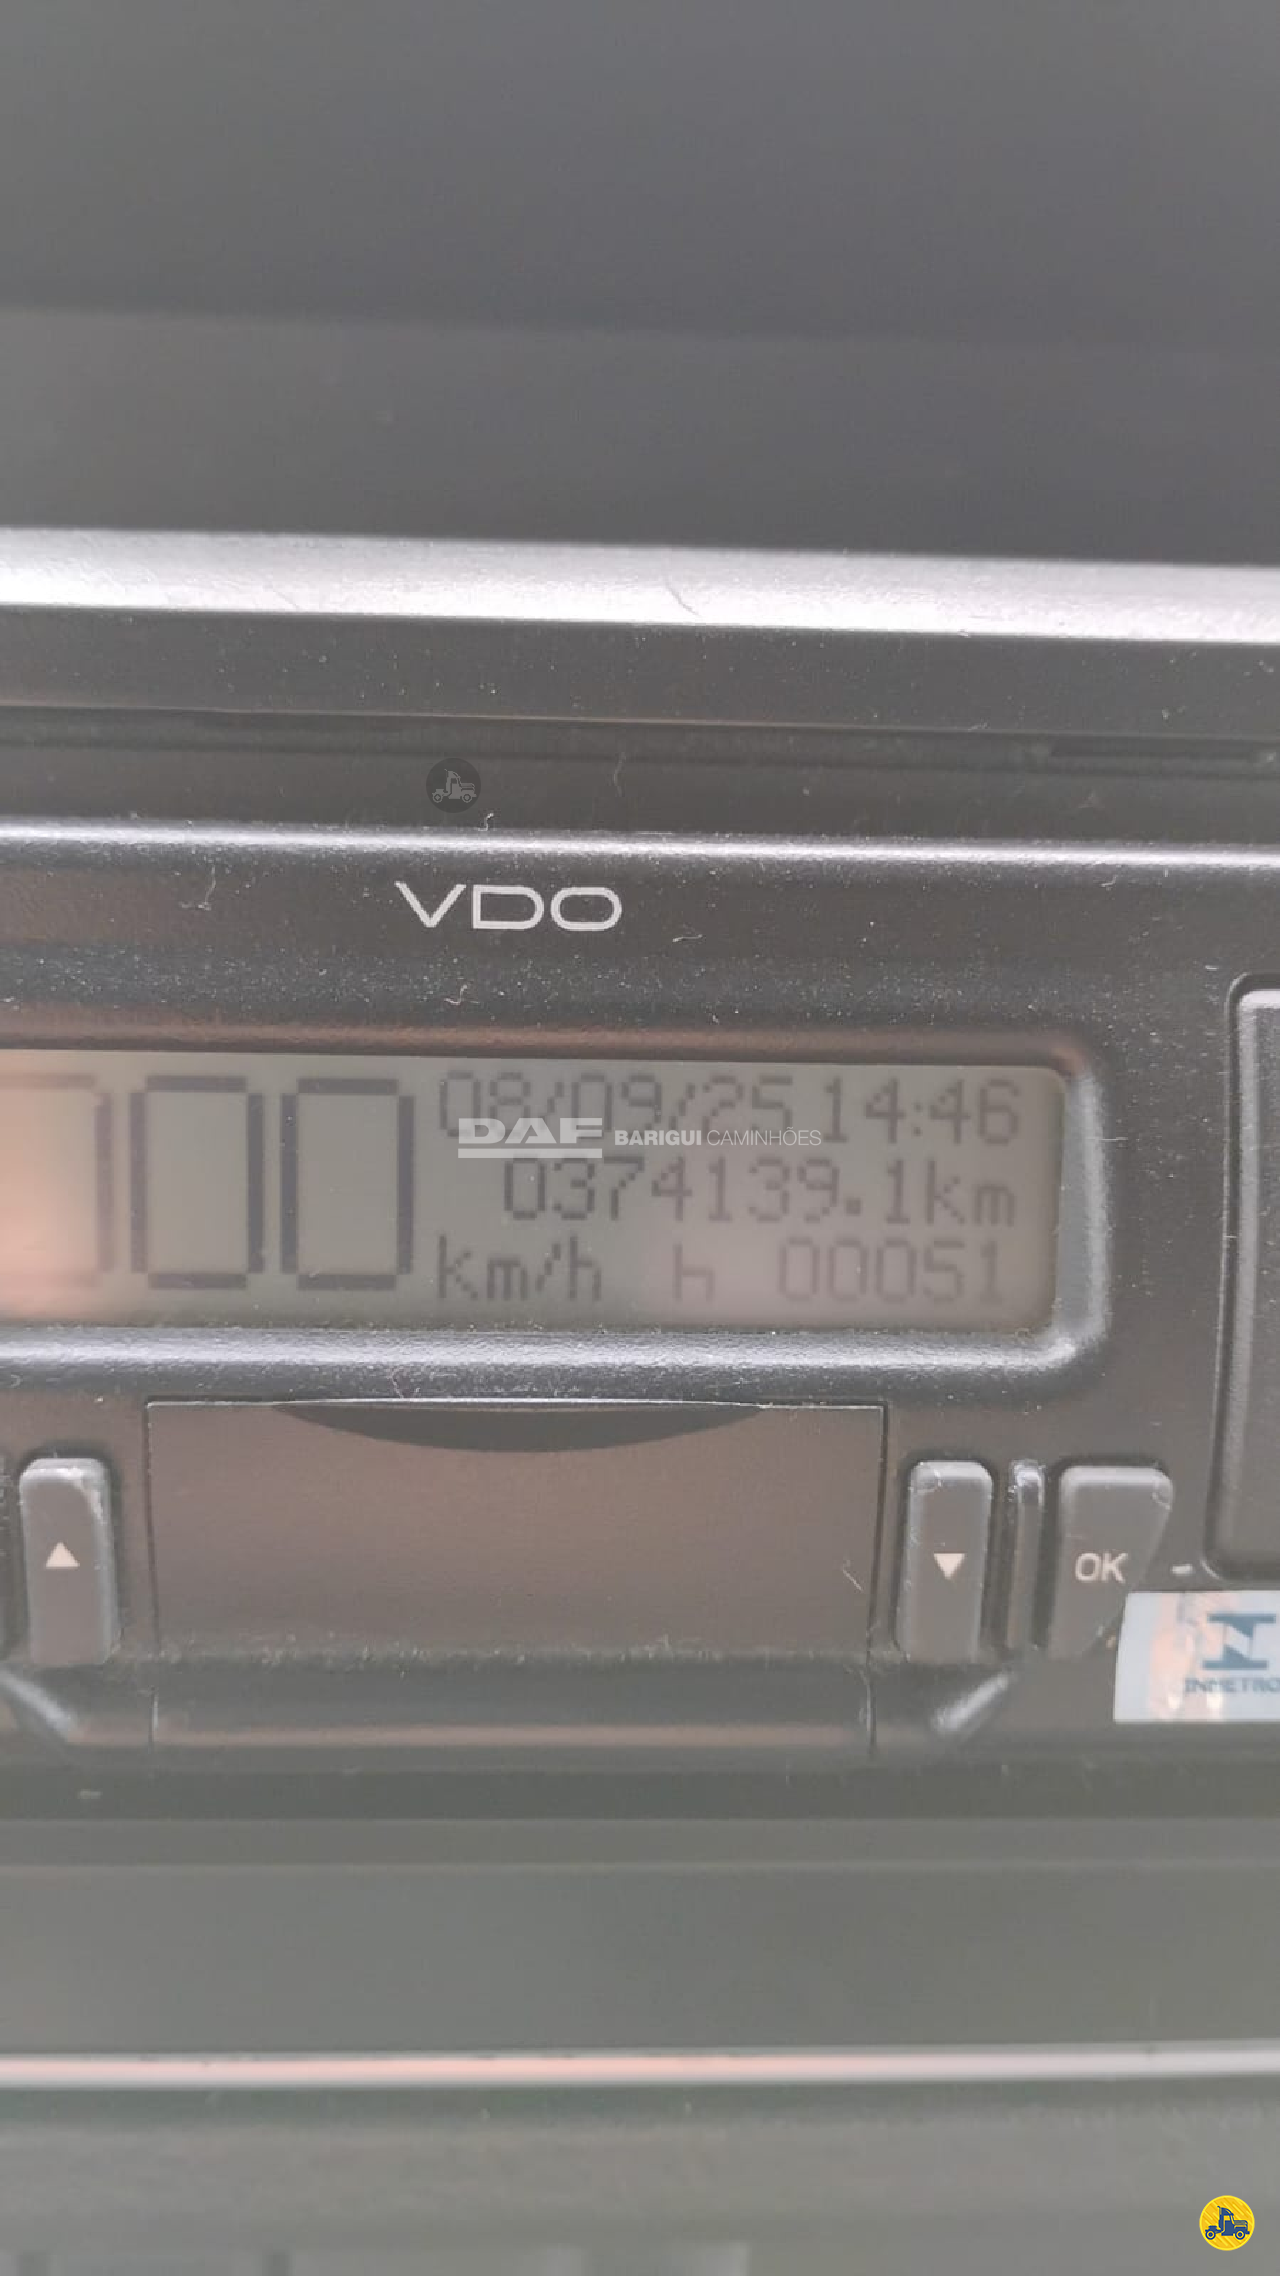 VDO
000 08/09/25 14:46
DAF BARIGUI CAMINHÕES
0374139.1km
km/h h 00051
OK
INMETRO